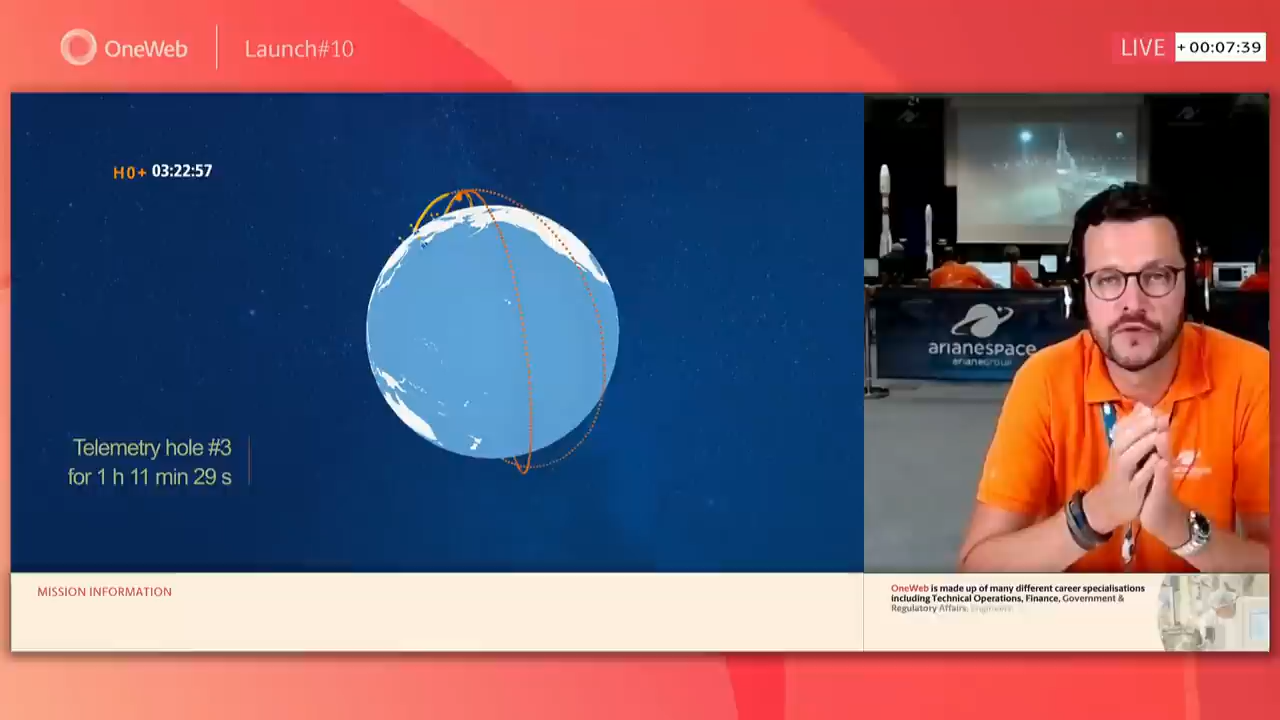 OneWeb
Launch#10
LIVE
+ 00:07:39
H0+ 03:22:57
Telemetry hole #3
for 1 h 11 min 29 s
arianespace
arianegroup
MISSION INFORMATION
OneWeb is made up of many different career specialisations
including Technical Operations, Finance, Government &
Regulatory Affairs,